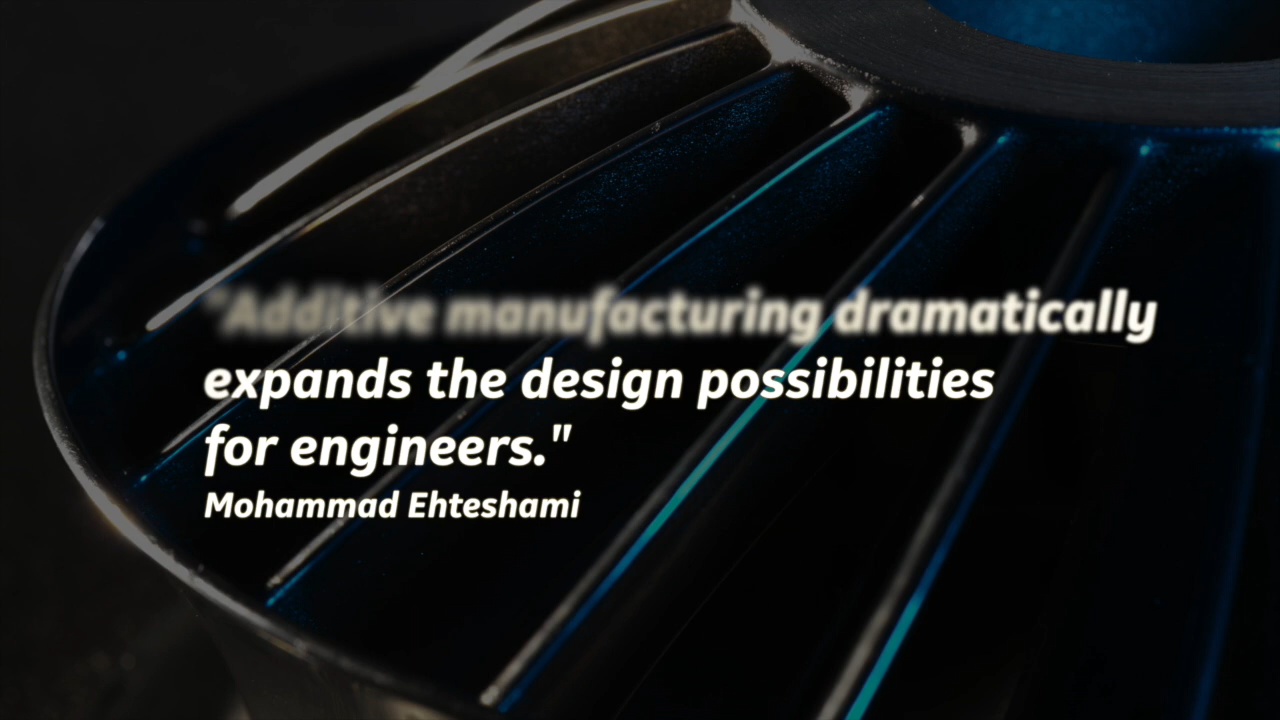 "Additive manufacturing dramatically
expands the design possibilities
for engineers."
Mohammad Ehteshami